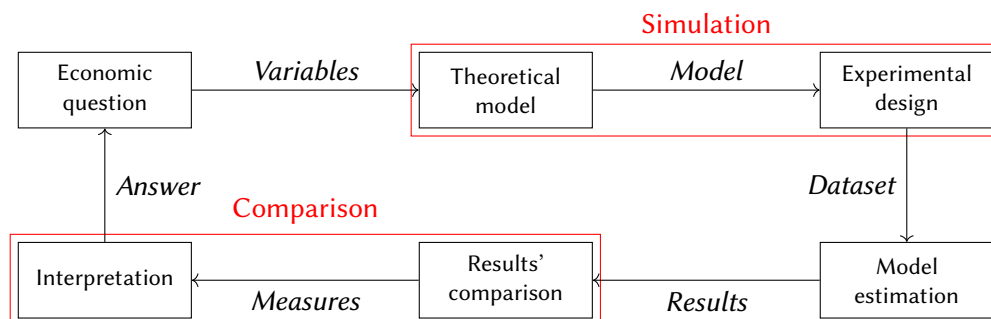 Simulation
Economic
question
Variables
Theoretical
model
Model
Experimental
design
Answer
Dataset
Comparison
Interpretation
Measures
Results’
comparison
Results
Model
estimation